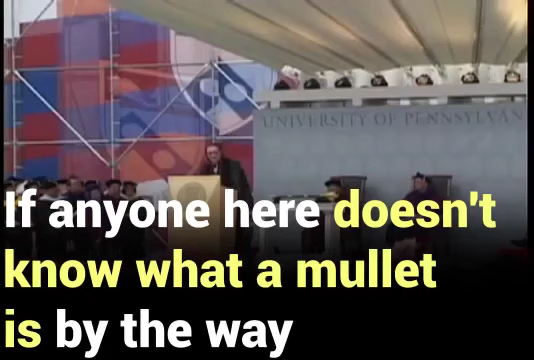 UNIVERSITY OF PENNSYLVAN
If anyone here doesn't
know what a mullet
is by the way